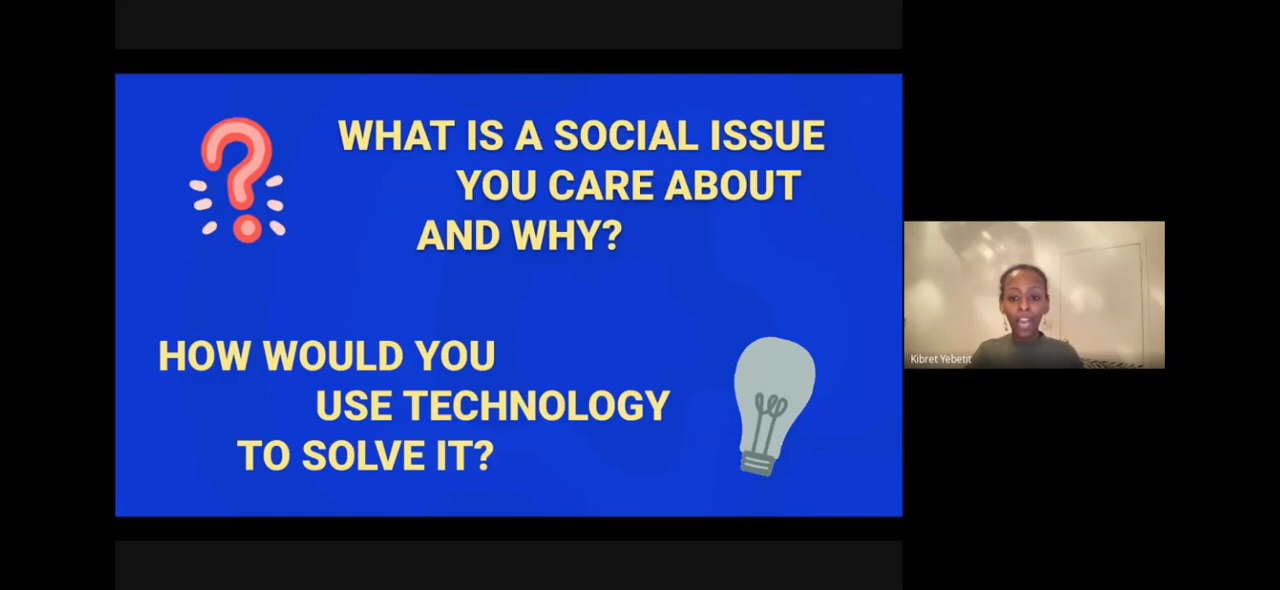 WHAT IS A SOCIAL ISSUE
YOU CARE ABOUT
AND WHY?
HOW WOULD YOU
USE TECHNOLOGY
TO SOLVE IT?
Kibret Yebetit